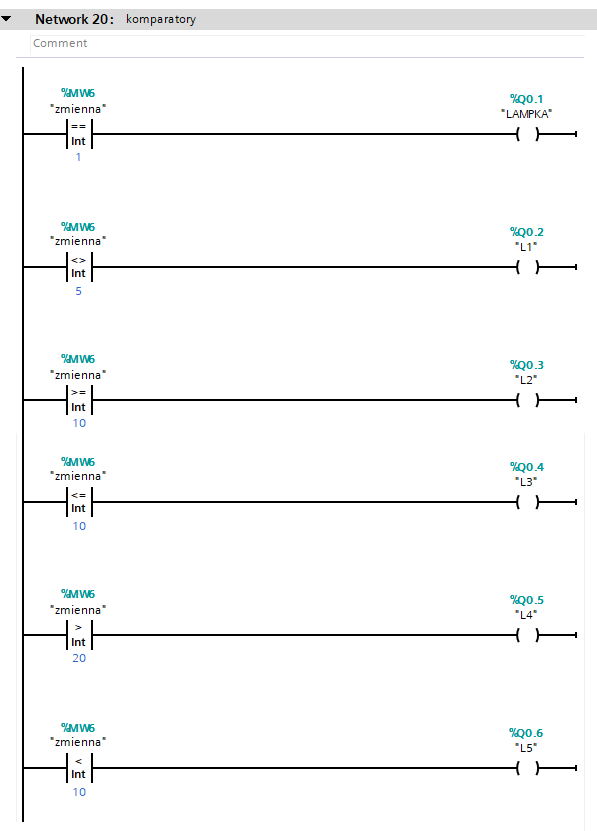 Network 20: komparatory
Comment
%MW6
"zmienna"
==
Int
1
%Q0.1
"LAMPKA"
%MW6
"zmienna"
<>
Int
5
%Q0.2
"L1"
%MW6
"zmienna"
>=
Int
10
%Q0.3
"L2"
%MW6
"zmienna"
<=
Int
10
%Q0.4
"L3"
%MW6
"zmienna"
>
Int
20
%Q0.5
"L4"
%MW6
"zmienna"
<
Int
10
%Q0.6
"L5"